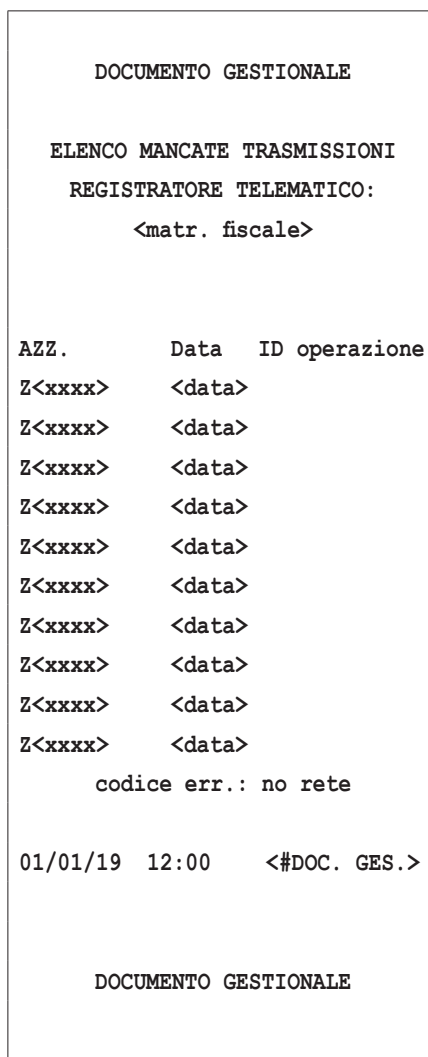 DOCUMENTO GESTIONALE
ELENCO MANCATE TRASMISSIONI
REGISTRATORE TELEMATICO:
<matr. fiscale>
AZZ. Data ID operazione
Z<xxxx> <data>
Z<xxxx> <data>
Z<xxxx> <data>
Z<xxxx> <data>
Z<xxxx> <data>
Z<xxxx> <data>
Z<xxxx> <data>
Z<xxxx> <data>
Z<xxxx> <data>
Z<xxxx> <data>
codice err.: no rete
01/01/19 12:00 <#DOC. GES.>
DOCUMENTO GESTIONALE